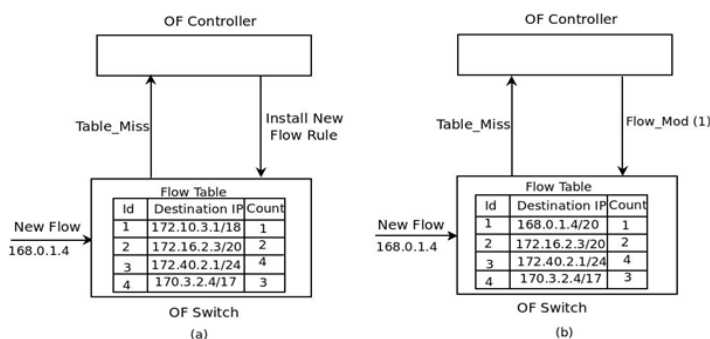 OF Controller
Table_Miss
Install New
Flow Rule
New Flow
168.0.1.4
Flow Table
Id Destination IP Count
1 172.10.3.1/18 1
2 172.16.2.3/20 2
3 172.40.2.1/24 4
4 170.3.2.4/17 3
OF Switch
(a)
OF Controller
Table_Miss
Flow_Mod (1)
New Flow
168.0.1.4
Flow Table
Id Destination IP Count
1 168.0.1.4/20 1
2 172.16.2.3/20 2
3 172.40.2.1/24 4
4 170.3.2.4/17 3
OF Switch
(b)